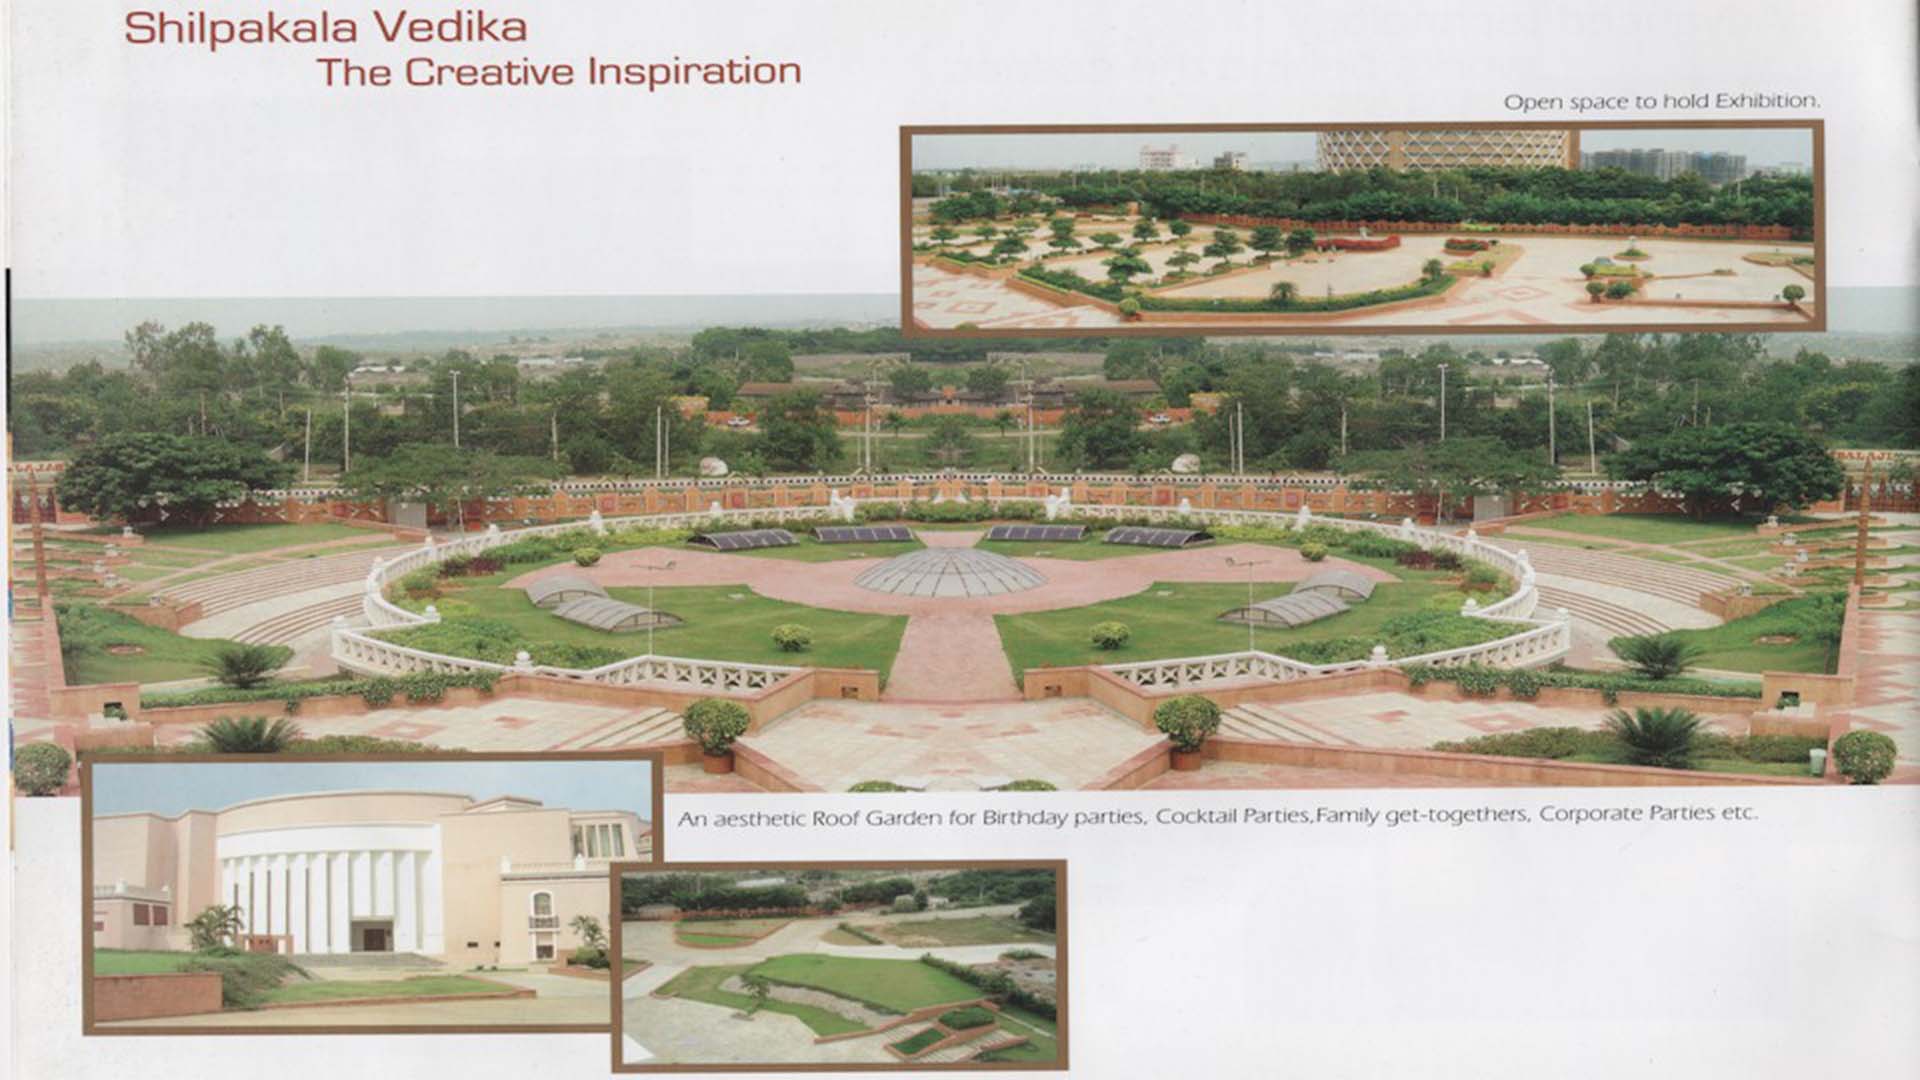 Shilpakala Vedika
The Creative Inspiration
Open space to hold Exhibition.
BALAJI
An aesthetic Roof Garden for Birthday parties, Cocktail Parties,Family get-togethers, Corporate Parties etc.